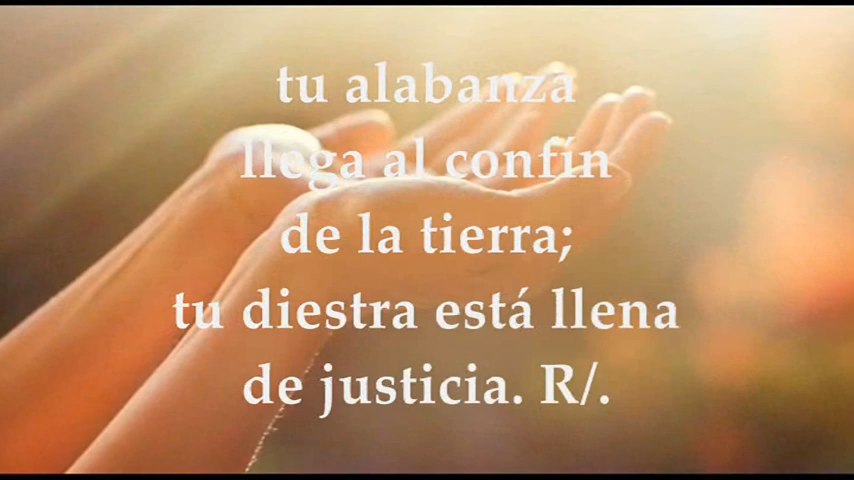 tu alabanza
llega al confín
de la tierra;
tu diestra está llena
de justicia. R/.